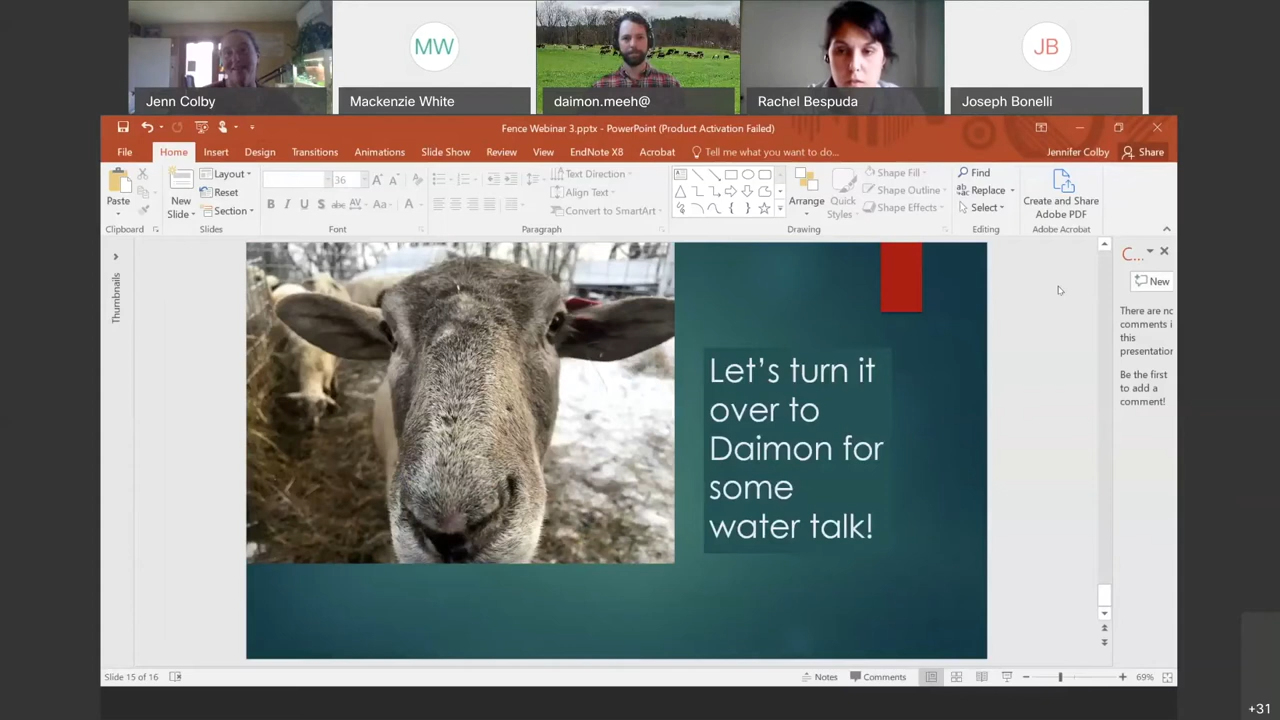 MW
JB
Jenn Colby
Mackenzie White
daimon.meeh@
Rachel Bespuda
Joseph Bonelli
Fence Webinar 3.pptx - PowerPoint (Product Activation Failed)
File Home Insert Design Transitions Animations Slide Show Review View EndNote X8 Acrobat Tell me what you want to do... Jennifer Colby Share
Paste
Clipboard
New
Slide
Layout
Reset
Section
Slides
36
B I U S abc AV Aa A
Font
Text Direction
Align Text
Convert to SmartArt
Paragraph
Arrange
Quick
Styles
Shape Fill
Shape Outline
Shape Effects
Drawing
Find
Replace
Select
Editing
Create and Share
Adobe PDF
Adobe Acrobat
Thumbnails
Let's turn it
over to
Daimon for
some
water talk!
C...
New
There are no
comments i
this
presentation
Be the first
to add a
comment!
Slide 15 of 16
Notes
Comments
69%
+31